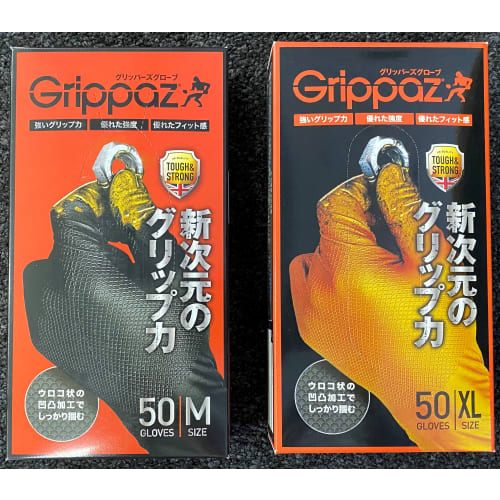 グリッパーズグローブ
Grippaz
強いグリップ力 優れた強度 優れたフィット感
TOUGH&
STRONG
新次元の
グリップ力
ウロコ状の
凹凸加工で
しっかり掴む
50 M
GLOVES SIZE
グリッパーズグローブ
Grippaz
強いグリップ力 優れた強度 優れたフィット感
TOUGH&
STRONG
新次元の
グリップ力
ウロコ状の
凹凸加工で
しっかり掴む
50 XL
GLOVES SIZE